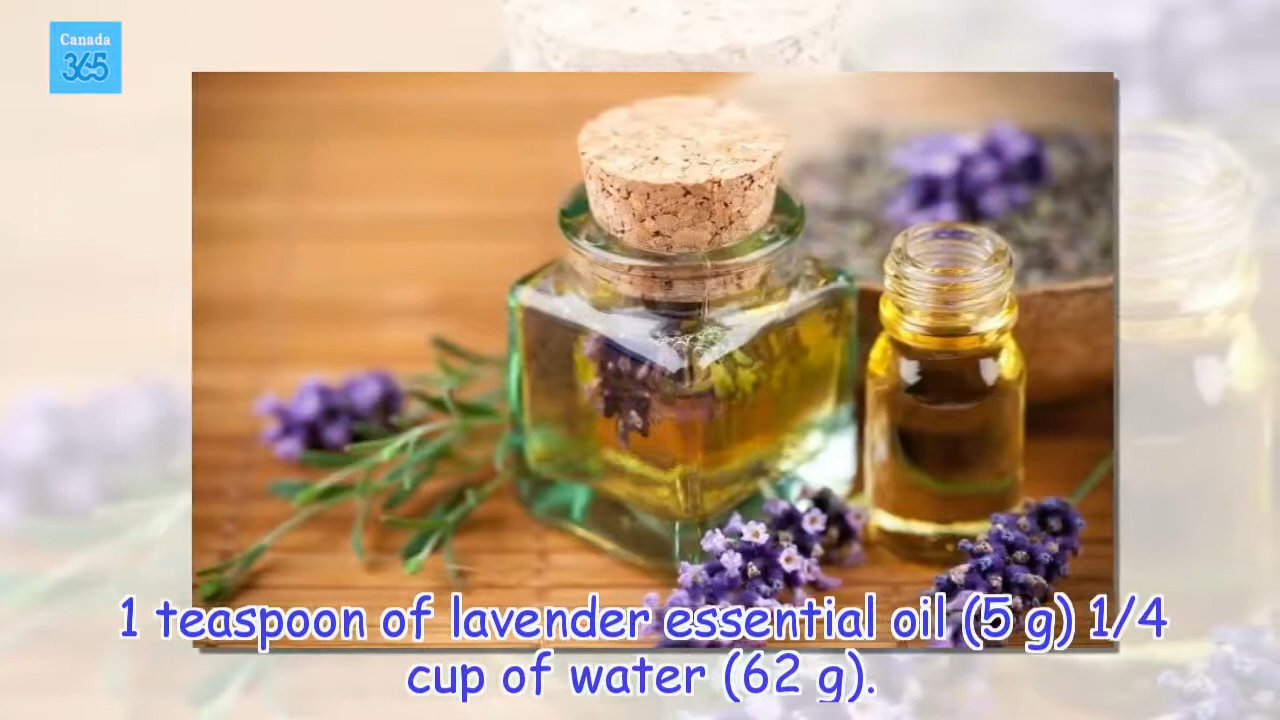 Canada
365
1 teaspoon of lavender essential oil (5 g) 1/4
cup of water (62 g).